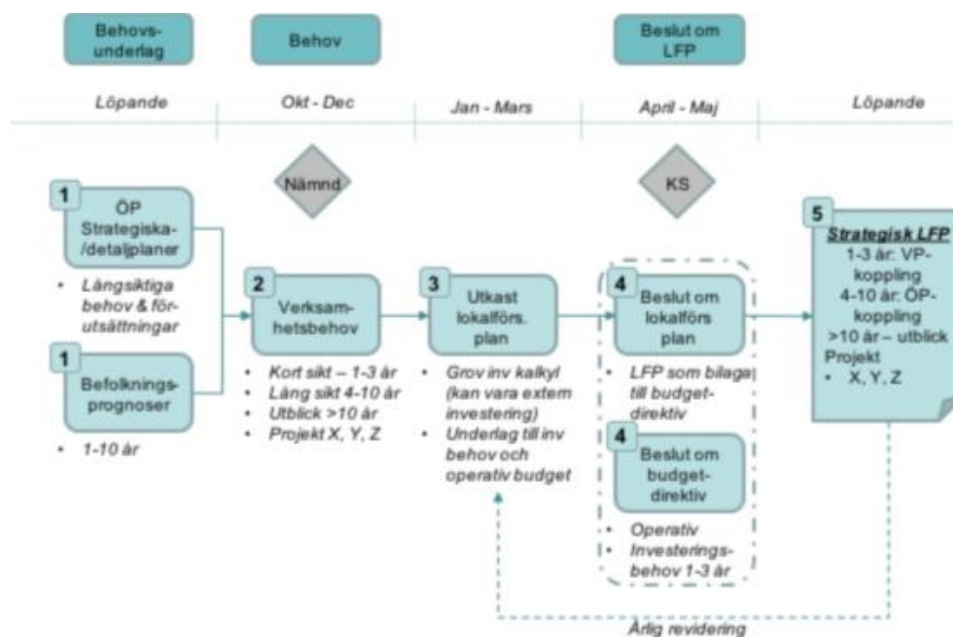 Behovs-
underlag
Behov
Beslut om
LFP
Löpande
Okt - Dec
Jan - Mars
April - Maj
Löpande
Nämnd
KS
1
ÖP
Strategiska-
/detaljplaner
• Långsiktiga
behov & för-
utsättningar
1
Befolknings-
prognoser
• 1-10 år
2
Verksam-
hetsbehov
• Kort sikt – 1-3 år
• Lång sikt 4-10 år
• Utblick >10 år
• Projekt X, Y, Z
3
Utkast
lokalförs.
plan
• Grov inv kalkyl
(kan vara extern
investering)
• Underlag till inv
behov och
operativ budget
4
Beslut om
lokalförs
plan
• LFP som bilaga
till budget-
direktiv
4
Beslut om
budget-
direktiv
• Operativ
• Investerings-
behov 1-3 år
5
Strategisk LFP
1-3 år: VP-
koppling
4-10 år: ÖP-
koppling
>10 år – utblick
Projekt
• X, Y, Z
Årlig revidering